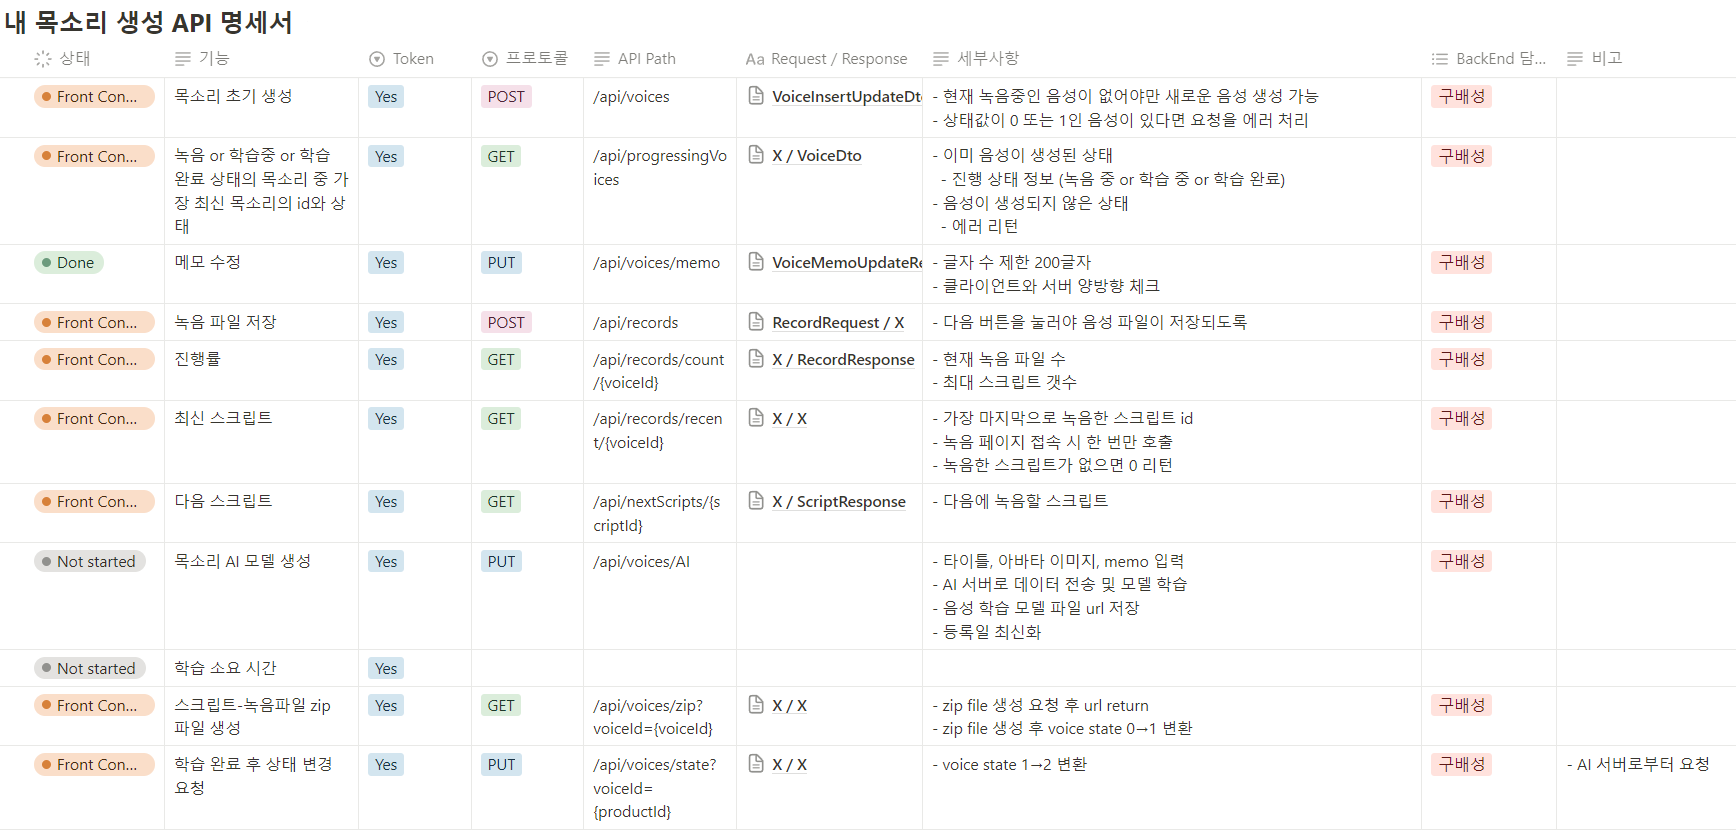 내 목소리 생성 API 명세서
상태 기능 Token 프로토콜 API Path Aa Request / Response 세부사항 BackEnd 담... 비고
Front Con... 목소리 초기 생성 Yes POST /api/voices VoiceInsertUpdateDt - 현재 녹음중인 음성이 없어야만 새로운 음성 생성 가능 구배성
- 상태값이 0 또는 1인 음성이 있다면 요청을 에러 처리
Front Con... 녹음 or 학습중 or 학습 Yes GET /api/progressingVo X / VoiceDto - 이미 음성이 생성된 상태 구배성
완료 상태의 목소리 중 가 ices - 진행 상태 정보 (녹음 중 or 학습 중 or 학습 완료)
장 최신 목소리의 id와 상 - 음성이 생성되지 않은 상태
태 - 에러 리턴
Done 메모 수정 Yes PUT /api/voices/memo VoiceMemoUpdateRe - 글자 수 제한 200글자 구배성
- 클라이언트와 서버 양방향 체크
Front Con... 녹음 파일 저장 Yes POST /api/records RecordRequest / X - 다음 버튼을 눌러야 음성 파일이 저장되도록 구배성
Front Con... 진행률 Yes GET /api/records/count X / RecordResponse - 현재 녹음 파일 수 구배성
/{voiceId} - 최대 스크립트 갯수
Front Con... 최신 스크립트 Yes GET /api/records/recen X / X - 가장 마지막으로 녹음한 스크립트 id 구배성
t/{voiceId} - 녹음 페이지 접속 시 한 번만 호출
- 녹음한 스크립트가 없으면 0 리턴
Front Con... 다음 스크립트 Yes GET /api/nextScripts/{s X / ScriptResponse - 다음에 녹음할 스크립트 구배성
criptId}
Not started 목소리 AI 모델 생성 Yes PUT /api/voices/AI - 타이틀, 아바타 이미지, memo 입력 구배성
- AI 서버로 데이터 전송 및 모델 학습
- 음성 학습 모델 파일 url 저장
- 등록일 최신화
Not started 학습 소요 시간 Yes
Front Con... 스크립트-녹음파일 zip Yes GET /api/voices/zip? X / X - zip file 생성 요청 후 url return 구배성
파일 생성 voiceId={voiceId} - zip file 생성 후 voice state 0→1 변환
Front Con... 학습 완료 후 상태 변경 Yes PUT /api/voices/state? X / X - voice state 1→2 변환 구배성 - AI 서버로부터 요청
요청 voiceId=
{productId}